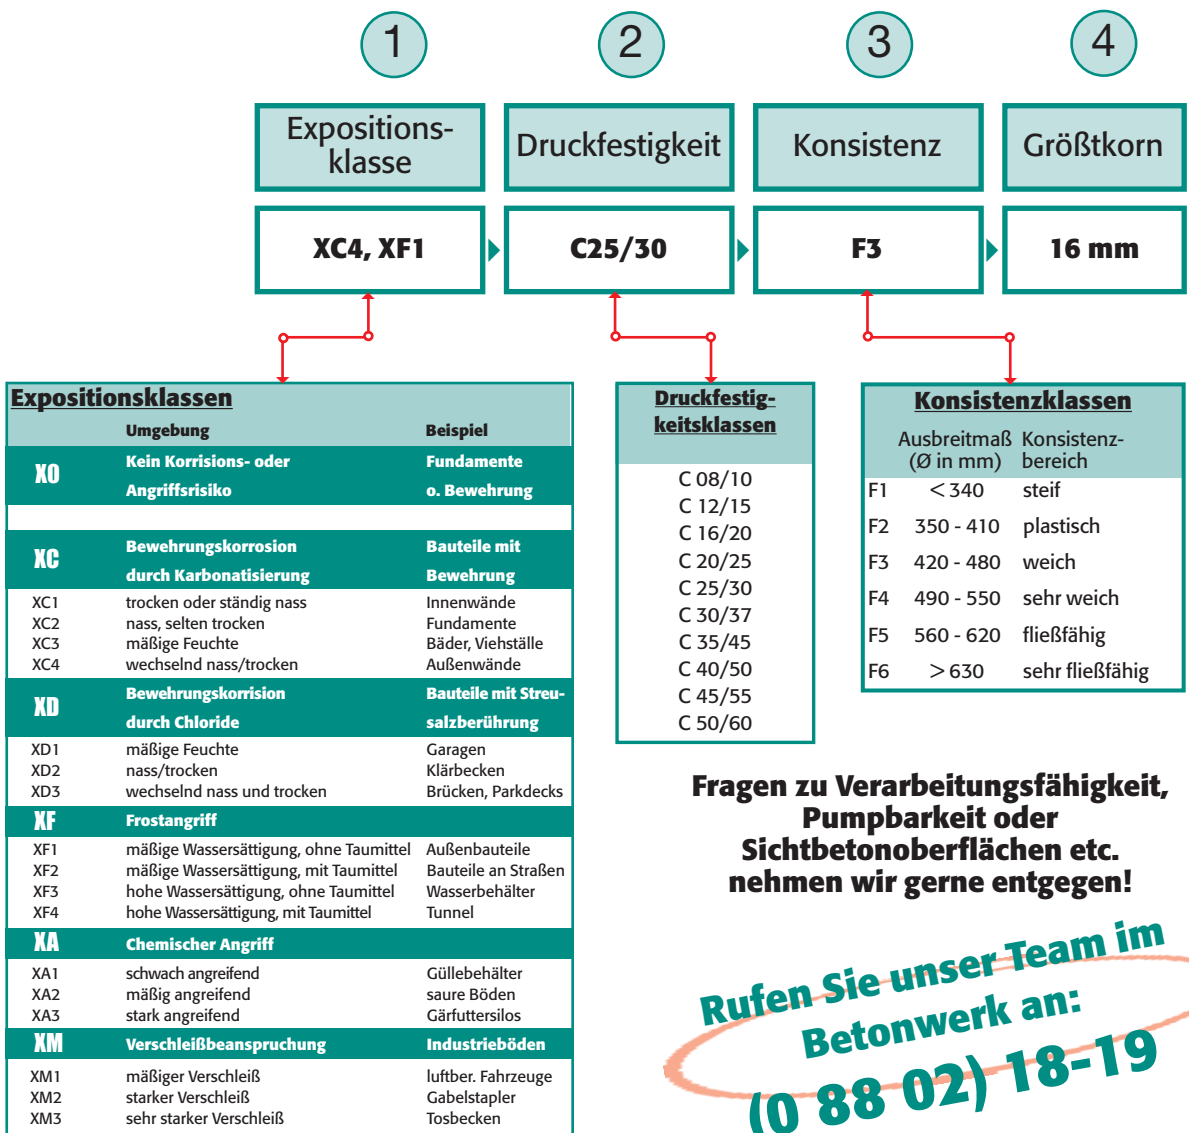 1
2
3
4
Expositions-
klasse
Druckfestigkeit
Konsistenz
Größtkorn
XC4, XF1
C25/30
F3
16 mm
Expositionsklassen
Umgebung Beispiel
XO Kein Korrisions- oder Fundamente
Angriffsrisiko o. Bewehrung
XC Bewehrungskorrosion Bauteile mit
durch Karbonatisierung Bewehrung
XC1 trocken oder ständig nass Innenwände
XC2 nass, selten trocken Fundamente
XC3 mäßige Feuchte Bäder, Viehställe
XC4 wechselnd nass/trocken Außenwände
XD Bewehrungskorrision Bauteile mit Streu-
durch Chloride salzberührung
XD1 mäßige Feuchte Garagen
XD2 nass/trocken Klärbecken
XD3 wechselnd nass und trocken Brücken, Parkdecks
XF Frostangriff
XF1 mäßige Wassersättigung, ohne Taumittel Außenbauteile
XF2 mäßige Wassersättigung, mit Taumittel Bauteile an Straßen
XF3 hohe Wassersättigung, ohne Taumittel Wasserbehälter
XF4 hohe Wassersättigung, mit Taumittel Tunnel
XA Chemischer Angriff
XA1 schwach angreifend Güllebehälter
XA2 mäßig angreifend saure Böden
XA3 stark angreifend Gärfuttersilos
XM Verschleißbeanspruchung Industrieböden
XM1 mäßiger Verschleiß luftber. Fahrzeuge
XM2 starker Verschleiß Gabelstapler
XM3 sehr starker Verschleiß Tosbecken
Druckfestig-
keitsklassen
C 08/10
C 12/15
C 16/20
C 20/25
C 25/30
C 30/37
C 35/45
C 40/50
C 45/55
C 50/60
Konsistenzklassen
Ausbreitmaß Konsistenz-
(Ø in mm) bereich
F1 < 340 steif
F2 350 - 410 plastisch
F3 420 - 480 weich
F4 490 - 550 sehr weich
F5 560 - 620 fließfähig
F6 > 630 sehr fließfähig
Fragen zu Verarbeitungsfähigkeit,
Pumpbarkeit oder
Sichtbetonoberflächen etc.
nehmen wir gerne entgegen!
Rufen Sie unser Team im
Betonwerk an:
(0 88 02) 18-19